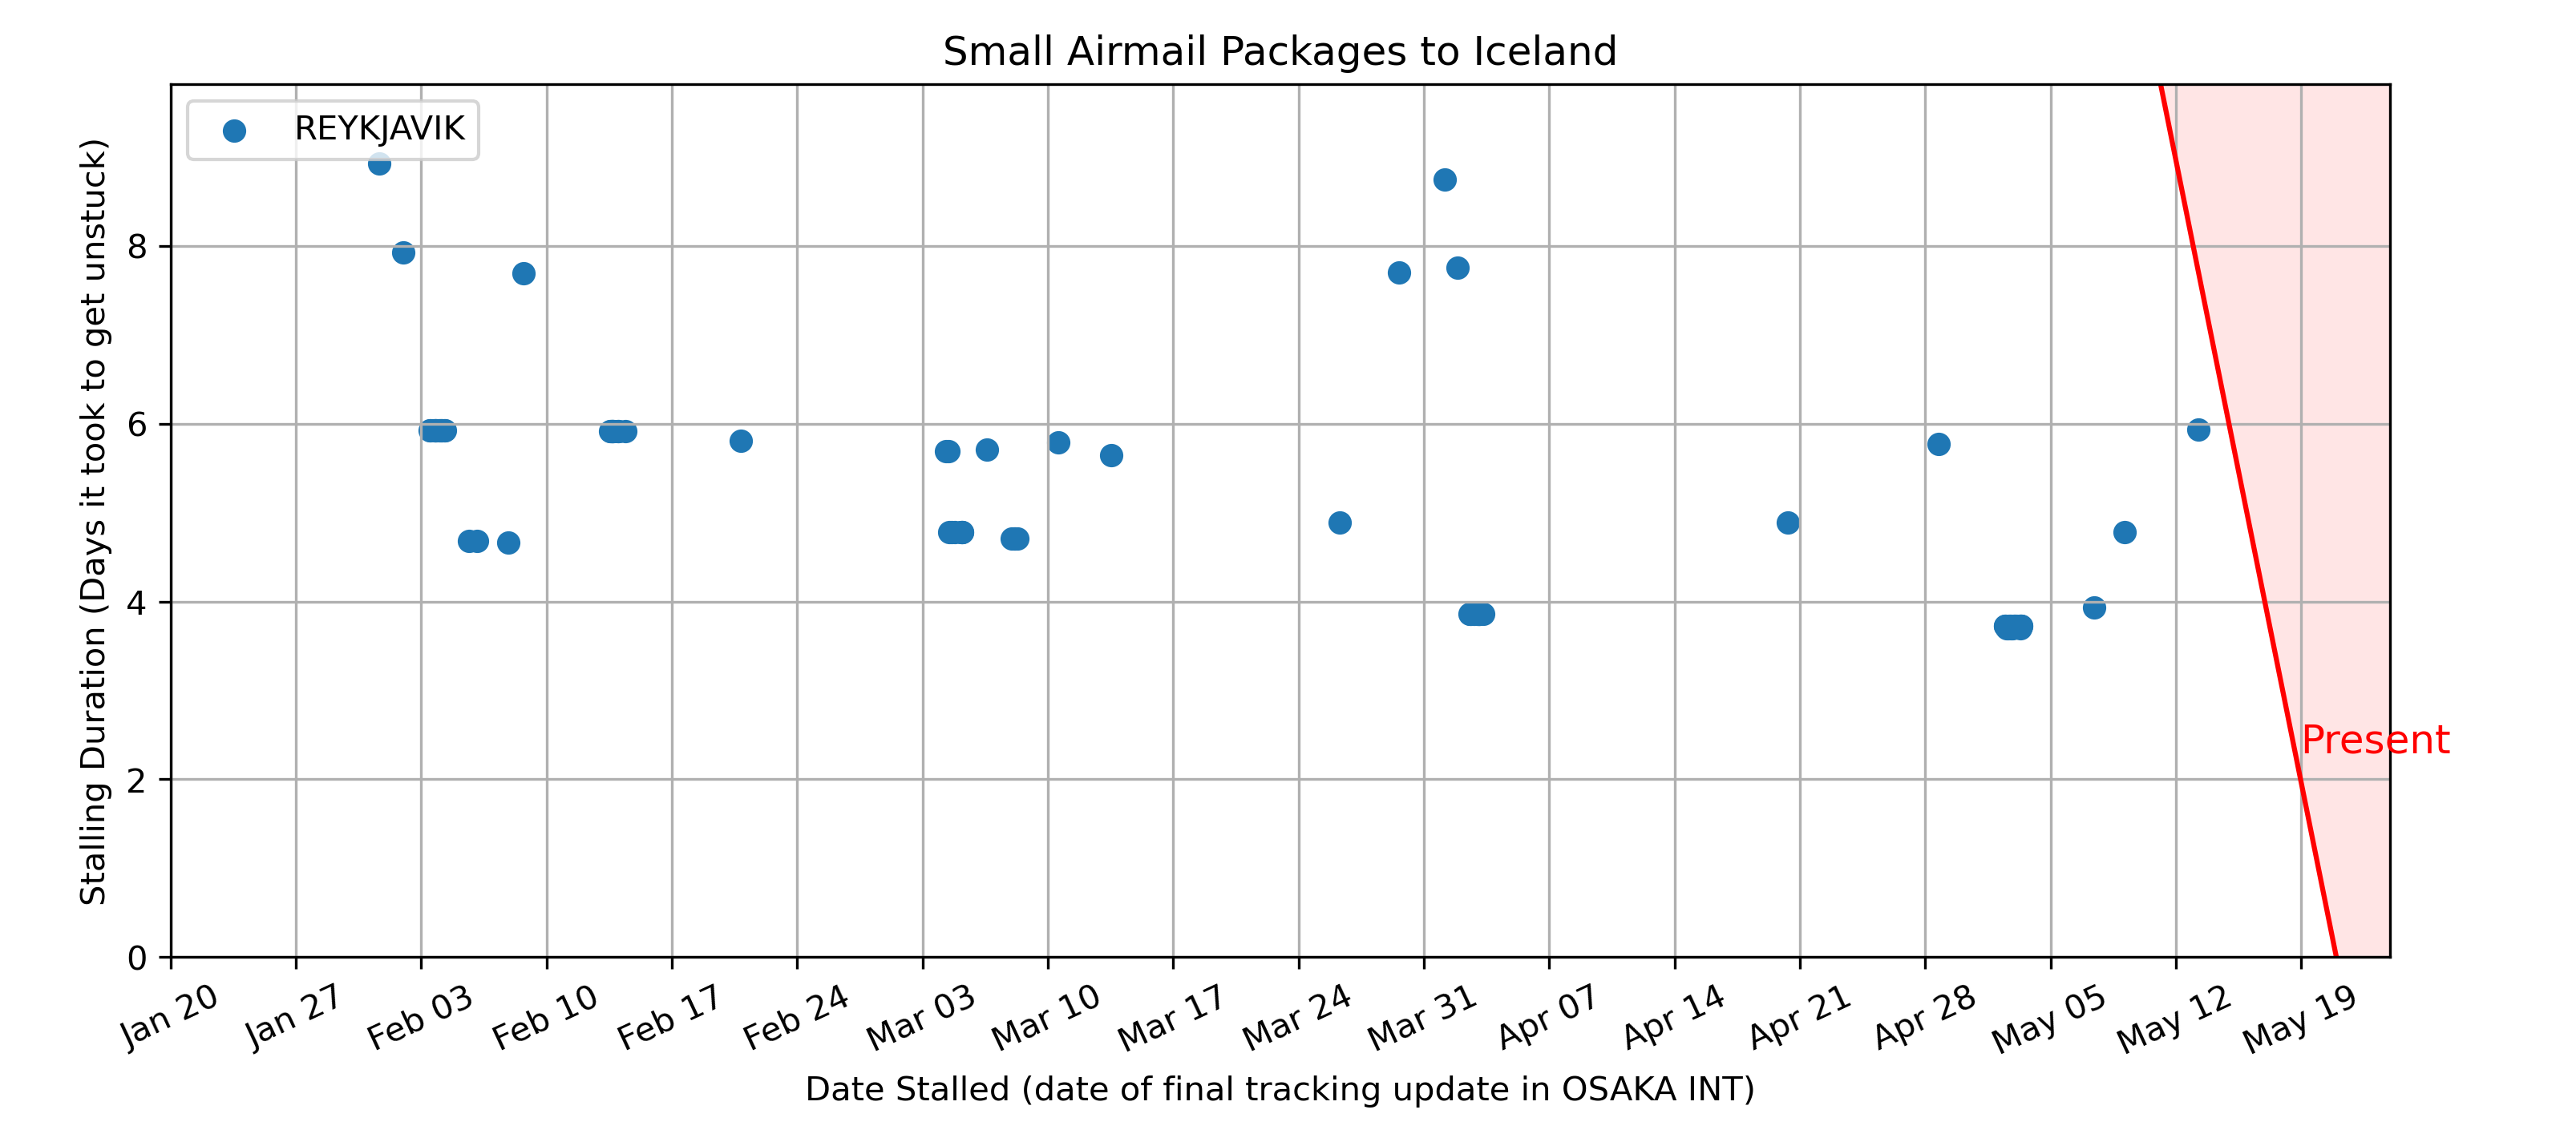 Small Airmail Packages to Iceland
REYKJAVIK
Stalling Duration (Days it took to get unstuck)
8
6
4
2
0
Present
Jan 20
Jan 27
Feb 03
Feb 10
Feb 17
Feb 24
Mar 03
Mar 10
Mar 17
Mar 24
Mar 31
Apr 07
Apr 14
Apr 21
Apr 28
May 05
May 12
May 19
Date Stalled (date of final tracking update in OSAKA INT)